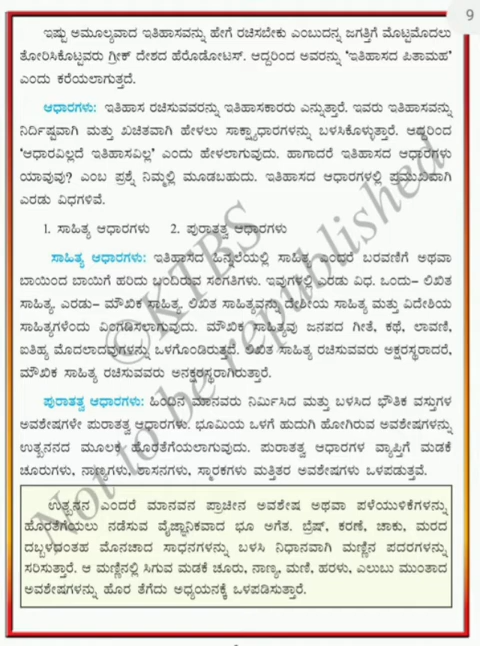 9
ಇಷ್ಟು ಅಮೂಲ್ಯವಾದ ಇತಿಹಾಸವನ್ನು ಹೇಗೆ ರಚಿಸಬೇಕು ಎಂಬುದನ್ನ ಜಗತ್ತಿಗೆ ಮೊಟ್ಟಮೊದಲು
ತೋರಿಸಿಕೊಟ್ಟವರು ಗ್ರೀಕ್ ದೇಶದ ಹೆರೊಡೋಟಸ್. ಆದ್ದರಿಂದ ಅವರನ್ನು 'ಇತಿಹಾಸದ ಪಿತಾಮಹ'
ಎಂದು ಕರೆಯಲಾಗುತ್ತದೆ.
ಆಧಾರಗಳು: ಇತಿಹಾಸ ರಚಿಸುವವರನ್ನು ಇತಿಹಾಸಕಾರರು ಎನ್ನುತ್ತಾರೆ. ಇವರು ಇತಿಹಾಸವನ್ನು
ನಿರ್ದಿಷ್ಟವಾಗಿ ಮತ್ತು ಖಚಿತವಾಗಿ ಹೇಳಲು ಸಾಕ್ಷ್ಯಾಧಾರಗಳನ್ನು ಬಳಸಿಕೊಳ್ಳುತ್ತಾರೆ. ಆದ್ದರಿಂದ
'ಆಧಾರವಿಲ್ಲದೆ ಇತಿಹಾಸವಿಲ್ಲ' ಎಂದು ಹೇಳಲಾಗುವುದು. ಹಾಗಾದರೆ ಇತಿಹಾಸದ ಆಧಾರಗಳು
ಯಾವುವು? ಎಂಬ ಪ್ರಶ್ನೆ ನಿಮ್ಮಲ್ಲಿ ಮೂಡಬಹುದು. ಇತಿಹಾಸದ ಆಧಾರಗಳಲ್ಲಿ ಪ್ರಮುಖವಾಗಿ
ಎರಡು ವಿಧಗಳಿವೆ.
1. ಸಾಹಿತ್ಯ ಆಧಾರಗಳು 2. ಪುರಾತತ್ವ ಆಧಾರಗಳು
ಸಾಹಿತ್ಯ ಆಧಾರಗಳು: ಇತಿಹಾಸದ ಹಿನ್ನಲೆಯಲ್ಲಿ ಸಾಹಿತ್ಯ ಎಂದರೆ ಬರವಣಿಗೆ ಅಥವಾ
ಬಾಯಿಂದ ಬಾಯಿಗೆ ಹರಿದು ಬಂದಿರುವ ಸಂಗತಿಗಳು. ಇವುಗಳಲ್ಲಿ ಎರಡು ವಿಧ. ಒಂದು– ಲಿಖಿತ
ಸಾಹಿತ್ಯ ಎರಡು– ಮೌಖಿಕ ಸಾಹಿತ್ಯ. ಲಿಖಿತ ಸಾಹಿತ್ಯವನ್ನು ದೇಶೀಯ ಸಾಹಿತ್ಯ ಮತ್ತು ವಿದೇಶಿಯ
ಸಾಹಿತ್ಯಗಳೆಂದು ವಿಂಗಡಿಸಲಾಗುವುದು. ಮೌಖಿಕ ಸಾಹಿತ್ಯವು ಜನಪದ ಗೀತೆ, ಕಥೆ, ಲಾವಣಿ,
ಐತಿಹ್ಯ ಮೊದಲಾದವುಗಳನ್ನು ಒಳಗೊಂಡಿರುತ್ತದೆ. ಲಿಖಿತ ಸಾಹಿತ್ಯ ರಚಿಸುವವರು ಅಕ್ಷರಸ್ಥರಾದರೆ,
ಮೌಖಿಕ ಸಾಹಿತ್ಯ ರಚಿಸುವವರು ಅನಕ್ಷರಸ್ಥರಾಗಿರುತ್ತಾರೆ.
ಪುರಾತತ್ವ ಆಧಾರಗಳು: ಹಿಂದಿನ ಮಾನವರು ನಿರ್ಮಿಸಿದ ಮತ್ತು ಬಳಸಿದ ಭೌತಿಕ ವಸ್ತುಗಳ
ಅವಶೇಷಗಳೇ ಪುರಾತತ್ವ ಆಧಾರಗಳು. ಭೂಮಿಯ ಒಳಗೆ ಹುದುಗಿ ಹೋಗಿರುವ ಅವಶೇಷಗಳನ್ನು
ಉತ್ಖನನದ ಮೂಲಕ ಹೊರತೆಗೆಯಲಾಗುವುದು. ಪುರಾತತ್ವ ಆಧಾರಗಳ ವ್ಯಾಪ್ತಿಗೆ ಮಡಕೆ
ಚೂರುಗಳು, ನಾಣ್ಯಗಳು, ಶಾಸನಗಳು, ಸ್ಮಾರಕಗಳು ಮತ್ತಿತರ ಅವಶೇಷಗಳು ಒಳಪಡುತ್ತವೆ.
ಉತ್ಖನನ ಎಂದರೆ ಮಾನವನ ಪ್ರಾಚೀನ ಅವಶೇಷ ಅಥವಾ ಪಳೆಯುಳಿಕೆಗಳನ್ನು
ಹೊರತೆಗೆಯಲು ನಡೆಸುವ ವೈಜ್ಞಾನಿಕವಾದ ಭೂ ಅಗೆತ. ಬ್ರೆಷ್, ಕರಣೆ, ಚಾಕು, ಮರದ
ದಬ್ಬಳದಂತಹ ಮೊನಚಾದ ಸಾಧನಗಳನ್ನು ಬಳಸಿ ನಿಧಾನವಾಗಿ ಮಣ್ಣಿನ ಪದರಗಳನ್ನು
ಸರಿಸುತ್ತಾರೆ. ಆ ಮಣ್ಣಿನಲ್ಲಿ ಸಿಗುವ ಮಡಕೆ ಚೂರು, ನಾಣ್ಯ, ಮಣಿ, ಹರಳು, ಎಲುಬು ಮುಂತಾದ
ಅವಶೇಷಗಳನ್ನು ಹೊರ ತೆಗೆದು ಅಧ್ಯಯನಕ್ಕೆ ಒಳಪಡಿಸುತ್ತಾರೆ.
©KTBS
Not to be republished